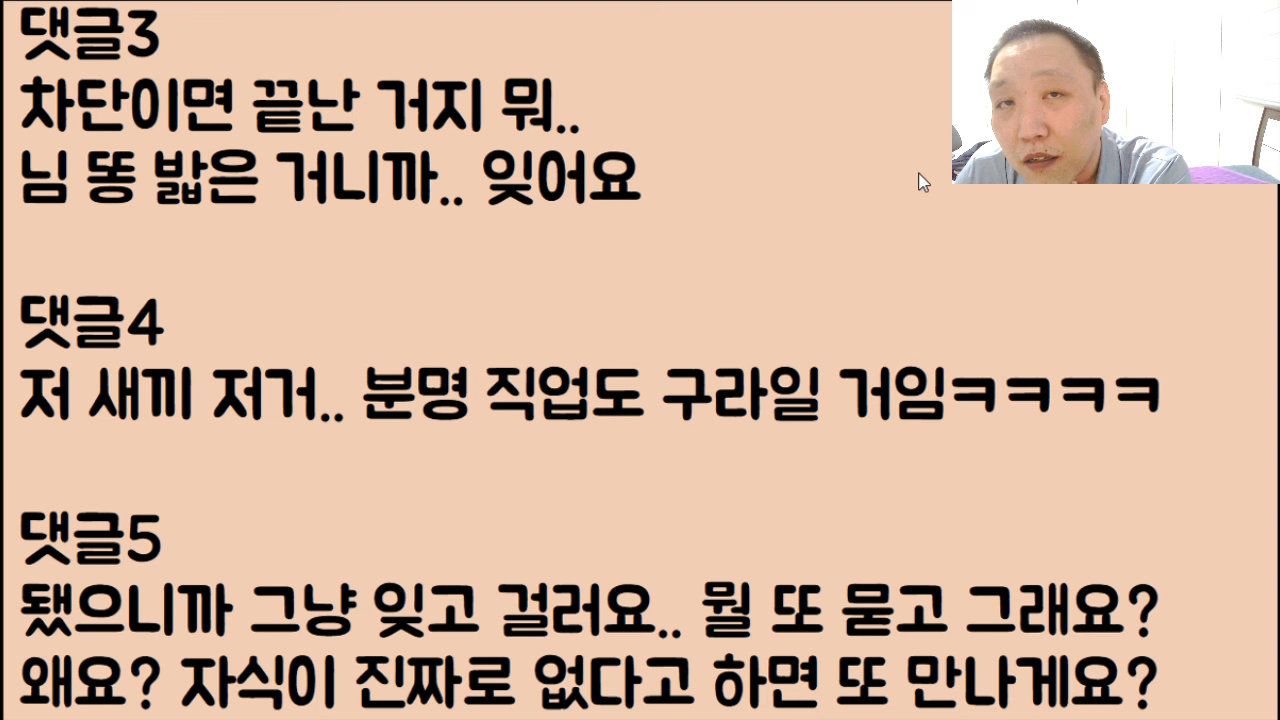 댓글3
차단이면 끝난 거지 뭐..
님 똥 밟은 거니까.. 잊어요
댓글4
저 새끼 저거.. 분명 직업도 구라일 거임ㅋㅋㅋㅋ
댓글5
됐으니까 그냥 잊고 걸러요.. 뭘 또 묻고 그래요?
왜요? 자식이 진짜로 없다고 하면 또 만나게요?